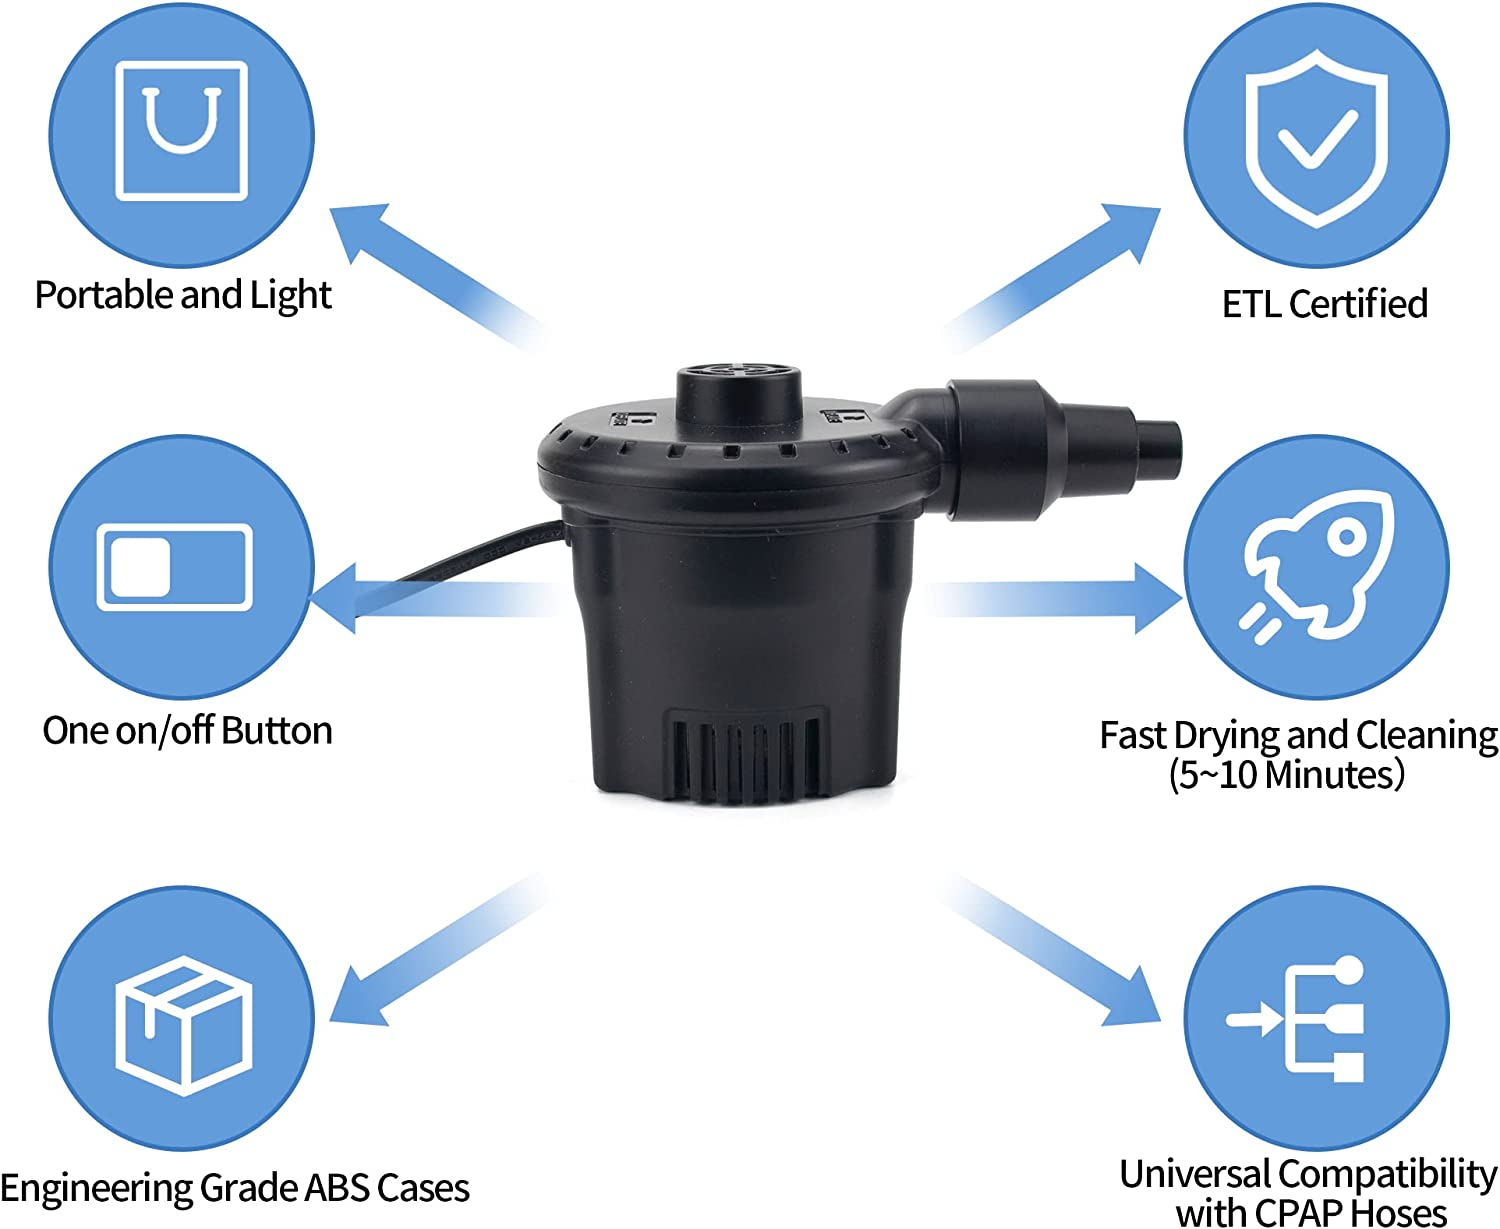 Portable and Light
ETL Certified
One on/off Button
Fast Drying and Cleaning
(5~10 Minutes)
Engineering Grade ABS Cases
Universal Compatibility
with CPAP Hoses